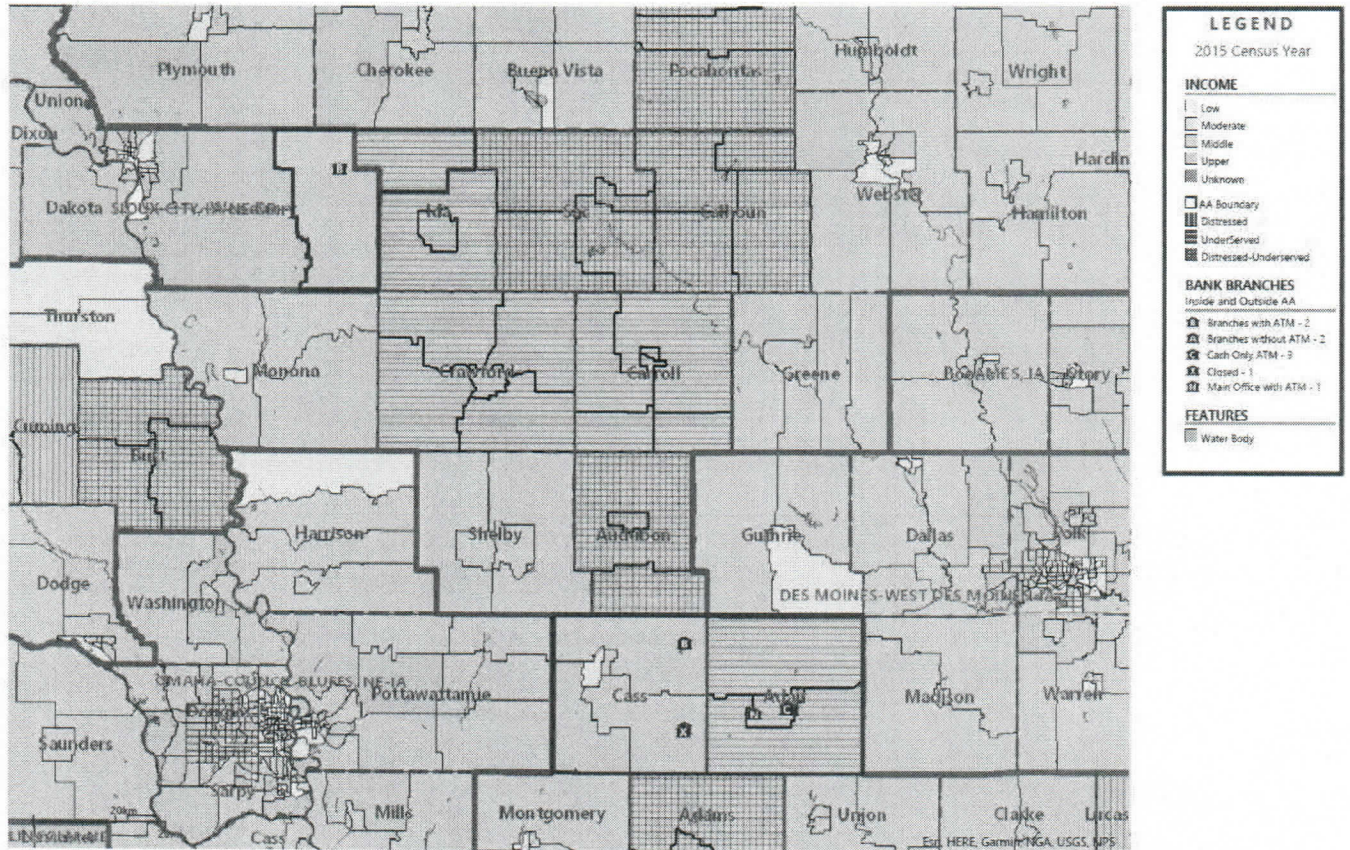 Plymouth
Cherokee
Buena Vista
Pocahontas
Humboldt
Wright
Union
Dixon
Hardin
Dakota
Ida
Sac
Calhoun
Webster
Hamilton
Thurston
Monona
Crawford
Carroll
Greene
AMES, IA
Story
Cuming
Burt
Harrison
Shelby
Audubon
Guthrie
Dallas
Polk
Dodge
Washington
DES MOINES-WEST DES MOINES, IA
OMAHA-COUNCIL BLUFFS, NE-IA
Pottawattamie
Cass
Adair
Madison
Warren
Saunders
Sarpy
20km
Mills
Montgomery
Adams
Union
Clarke
Lucas
Cass
Esri, HERE, Garmin, NGA, USGS, NPS
LEGEND
2015 Census Year
INCOME
Low
Moderate
Middle
Upper
Unknown
AA Boundary
Distressed
UnderServed
Distressed-Underserved
BANK BRANCHES
Inside and Outside AA
Branches with ATM - 2
Branches without ATM - 2
Cash Only ATM - 3
Closed - 1
Main Office with ATM - 1
FEATURES
Water Body